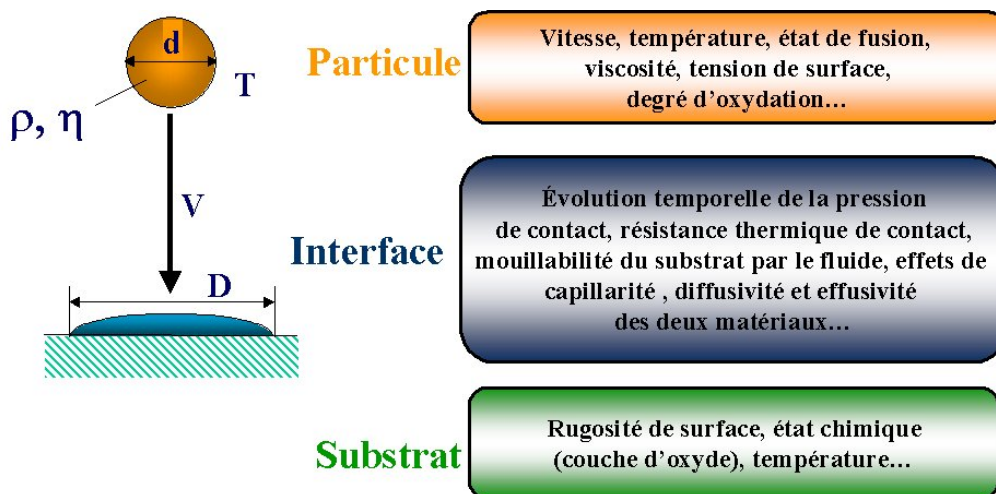 d
T
ρ, η
V
D
Particule
Vitesse, température, état de fusion,
viscosité, tension de surface,
degré d'oxydation…
Interface
Évolution temporelle de la pression
de contact, résistance thermique de contact,
mouillabilité du substrat par le fluide, effets de
capillarité , diffusivité et effusivité
des deux matériaux…
Substrat
Rugosité de surface, état chimique
(couche d'oxyde), température…